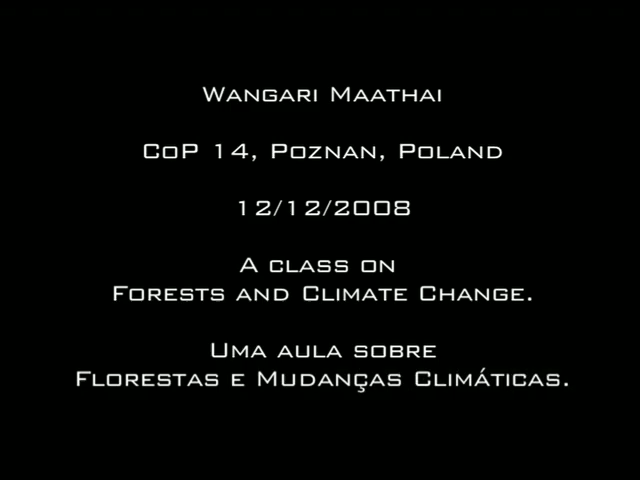 Wangari Maathai
CoP 14, Poznan, Poland
12/12/2008
A class on
Forests and Climate Change.
Uma aula sobre
Florestas e Mudanças Climáticas.